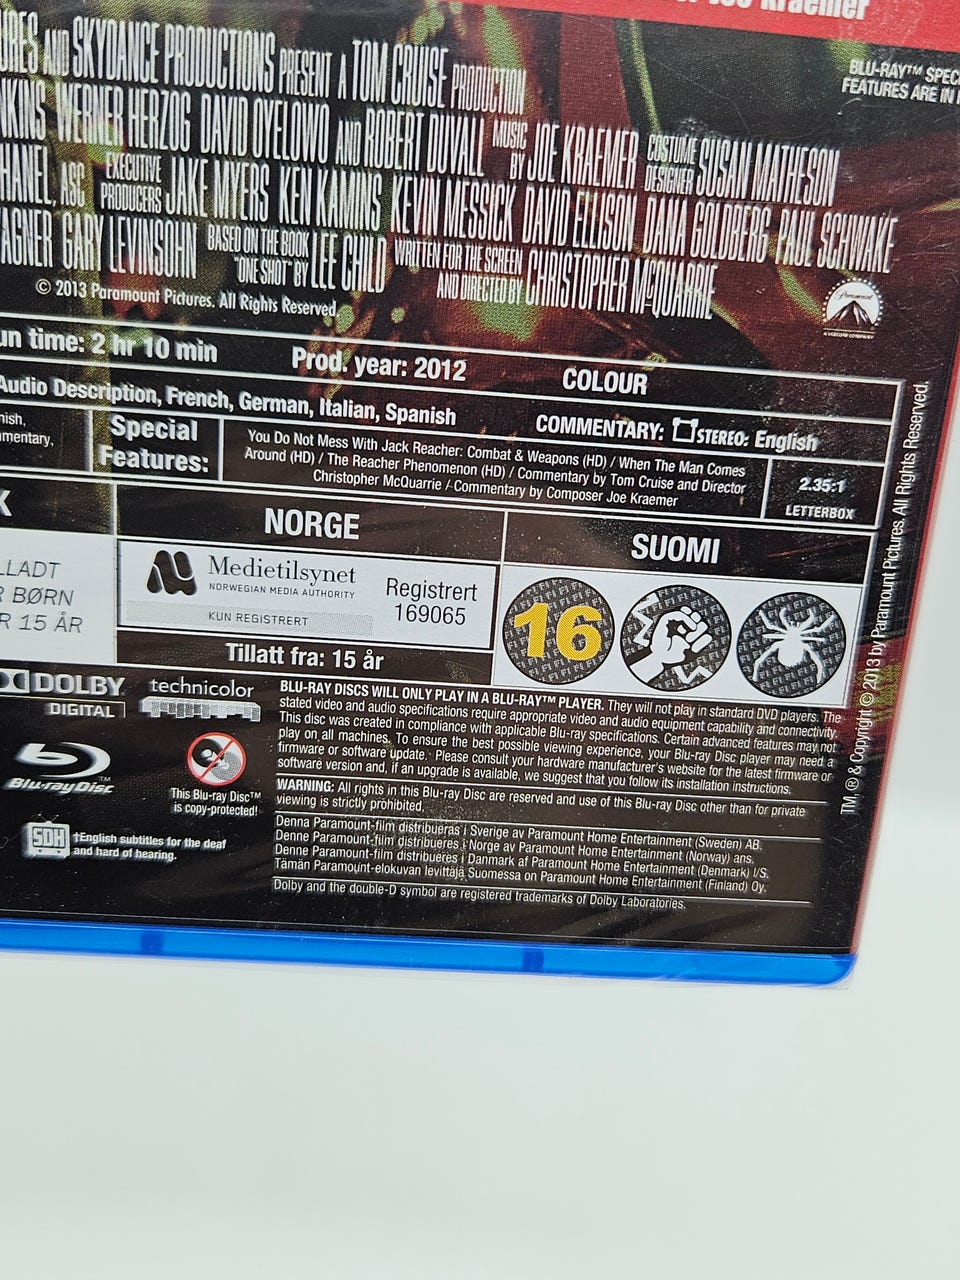 Joe Kraemer
BLU-RAY™ SPEC
FEATURES ARE IN
URES AND SKYDANCE PRODUCTIONS PRESENT A TOM CRUISE PRODUCTION
KINS WERNER HERZOG DAVID OYELOWO AND ROBERT DUVALL MUSIC BY JOE KRAEMER COSTUME DESIGNER SUSAN MATHESON
HANEL, ASC EXECUTIVE PRODUCERS JAKE MYERS KEN KAMINS KEVIN MESSICK DAVID ELLISON DANA GOLDBERG PAUL SCHWAKE
AGNER GARY LEVINSOHN BASED ON THE BOOK "ONE SHOT" BY LEE CHILD WRITTEN FOR THE SCREEN AND DIRECTED BY CHRISTOPHER McQUARRIE
© 2013 Paramount Pictures. All Rights Reserved.
Paramount
A VIACOM COMPANY
un time: 2 hr 10 min Prod. year: 2012 COLOUR
Audio Description, French, German, Italian, Spanish COMMENTARY: STEREO: English
nish,
mmentary,
Special
Features:
You Do Not Mess With Jack Reacher: Combat & Weapons (HD) / When The Man Comes
Around (HD) / The Reacher Phenomenon (HD) / Commentary by Tom Cruise and Director
Christopher McQuarrie / Commentary by Composer Joe Kraemer
2.35:1
LETTERBOX
K
LLADT
R BØRN
R 15 ÅR
NORGE
Medietilsynet
NORWEGIAN MEDIA AUTHORITY
KUN REGISTRERT
Registrert
169065
Tillatt fra: 15 år
SUOMI
16
DOLBY
DIGITAL
technicolor
Blu-ray Disc™
This Blu-ray Disc™
is copy-protected!
SDH †English subtitles for the deaf
and hard of hearing.
BLU-RAY DISCS WILL ONLY PLAY IN A BLU-RAY™ PLAYER. They will not play in standard DVD players. The
stated video and audio specifications require appropriate video and audio equipment capability and connectivity.
This disc was created in compliance with applicable Blu-ray specifications. Certain advanced features may not
play on all machines. To ensure the best possible viewing experience, your Blu-ray Disc player may need a
firmware or software update. Please consult your hardware manufacturer's website for the latest firmware or
software version and, if an upgrade is available, we suggest that you follow its installation instructions.
WARNING: All rights in this Blu-ray Disc are reserved and use of this Blu-ray Disc other than for private
viewing is strictly prohibited.
Denna Paramount-film distribueras i Sverige av Paramount Home Entertainment (Sweden) AB.
Denne Paramount-film distribueres i Norge av Paramount Home Entertainment (Norway) ans.
Denne Paramount-film distribueres i Danmark af Paramount Home Entertainment (Denmark) I/S.
Tämän Paramount-elokuvan levittäjä Suomessa on Paramount Home Entertainment (Finland) Oy.
Dolby and the double-D symbol are registered trademarks of Dolby Laboratories.
TM, ® & Copyright © 2013 by Paramount Pictures. All Rights Reserved.